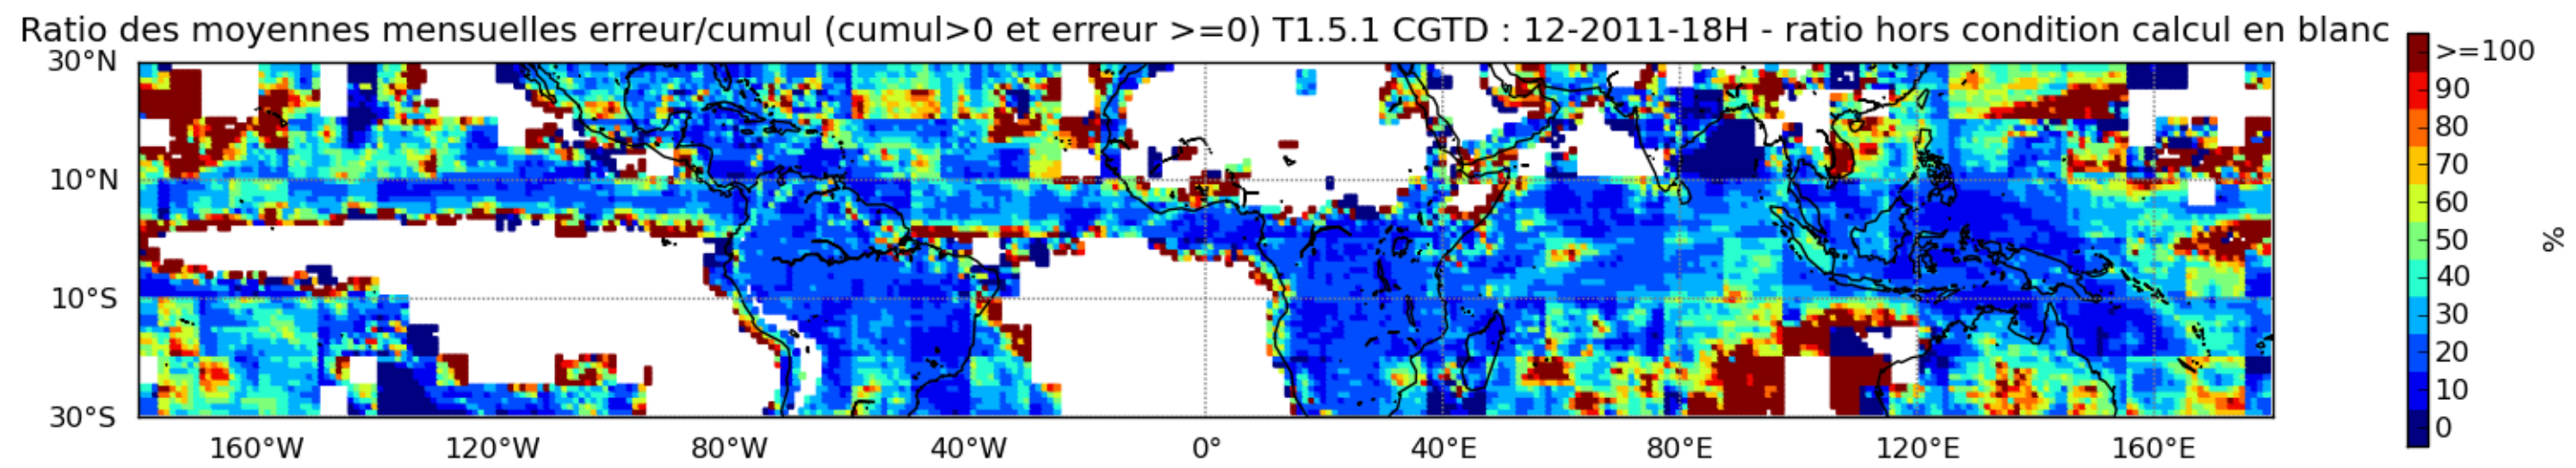 Ratio des moyennes mensuelles erreur/cumul (cumul>0 et erreur >=0) T1.5.1 CGTD : 12-2011-18H - ratio hors condition calcul en blanc
30°N
10°N
10°S
30°S
160°W 120°W 80°W 40°W 0° 40°E 80°E 120°E 160°E
>=100
90
80
70
60
50
40
30
20
10
0
%